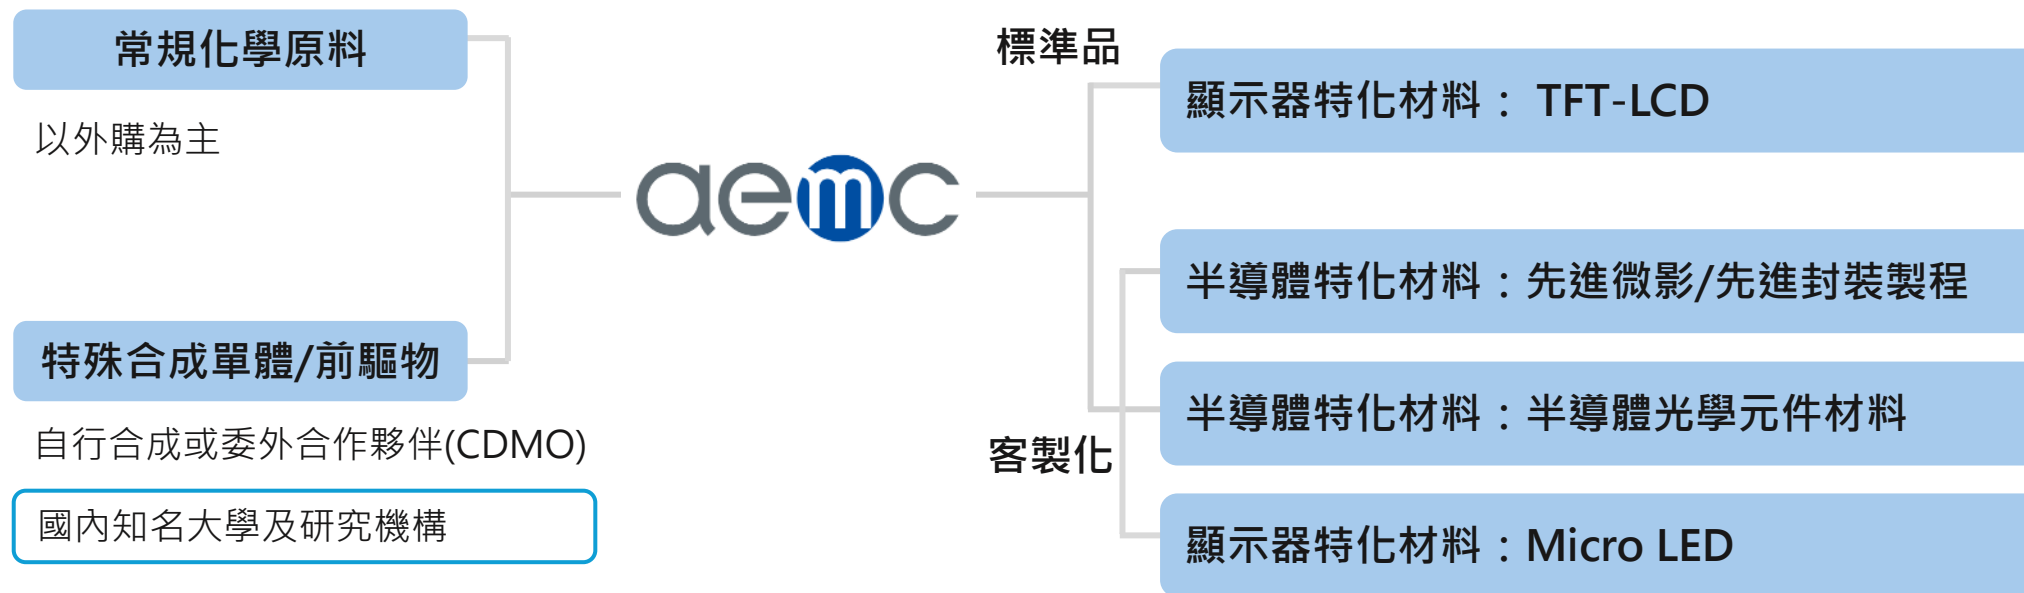 常規化學原料
以外購為主
特殊合成單體/前驅物
自行合成或委外合作夥伴(CDMO)
國內知名大學及研究機構
aemc
標準品
顯示器特化材料： TFT-LCD
半導體特化材料：先進微影/先進封裝製程
半導體特化材料：半導體光學元件材料
客製化
顯示器特化材料：Micro LED